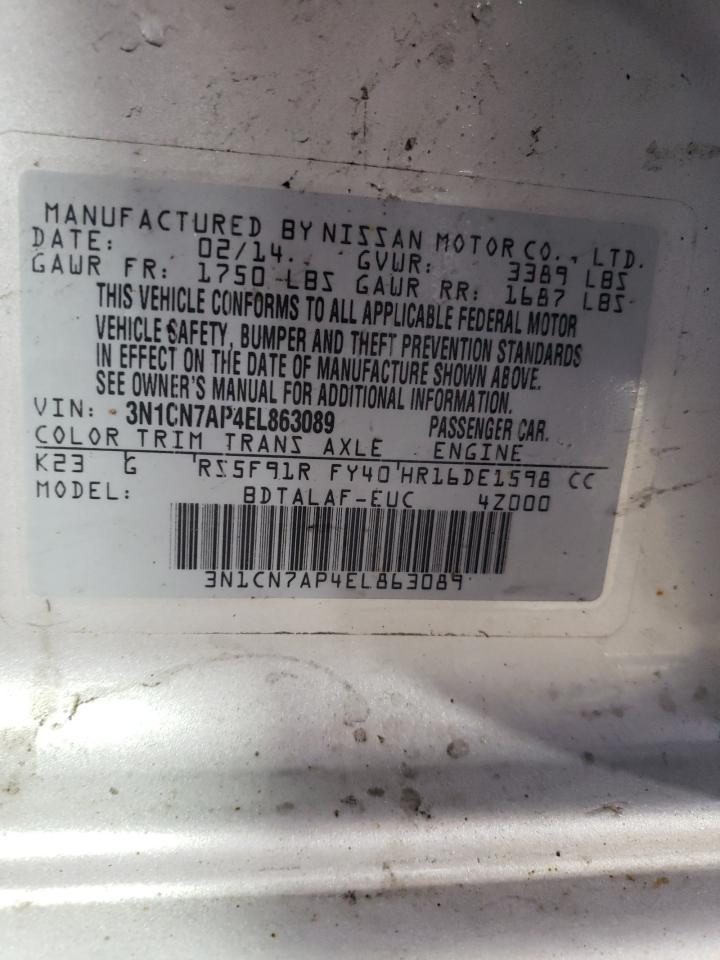 MANUFACTURED BY NISSAN MOTOR CO., LTD.
DATE: 02/14 GVWR: 3389 LBS
GAWR FR: 1750 LBS GAWR RR: 1687 LBS
THIS VEHICLE CONFORMS TO ALL APPLICABLE FEDERAL MOTOR
VEHICLE SAFETY, BUMPER AND THEFT PREVENTION STANDARDS
IN EFFECT ON THE DATE OF MANUFACTURE SHOWN ABOVE.
SEE OWNER'S MANUAL FOR ADDITIONAL INFORMATION.
VIN: 3N1CN7AP4EL863089 PASSENGER CAR.
COLOR TRIM TRANS AXLE ENGINE
K23 G RS5F91R FY40 HR16DE1598 CC
MODEL: BDTALAF-EUC 4Z000
3N1CN7AP4EL863089